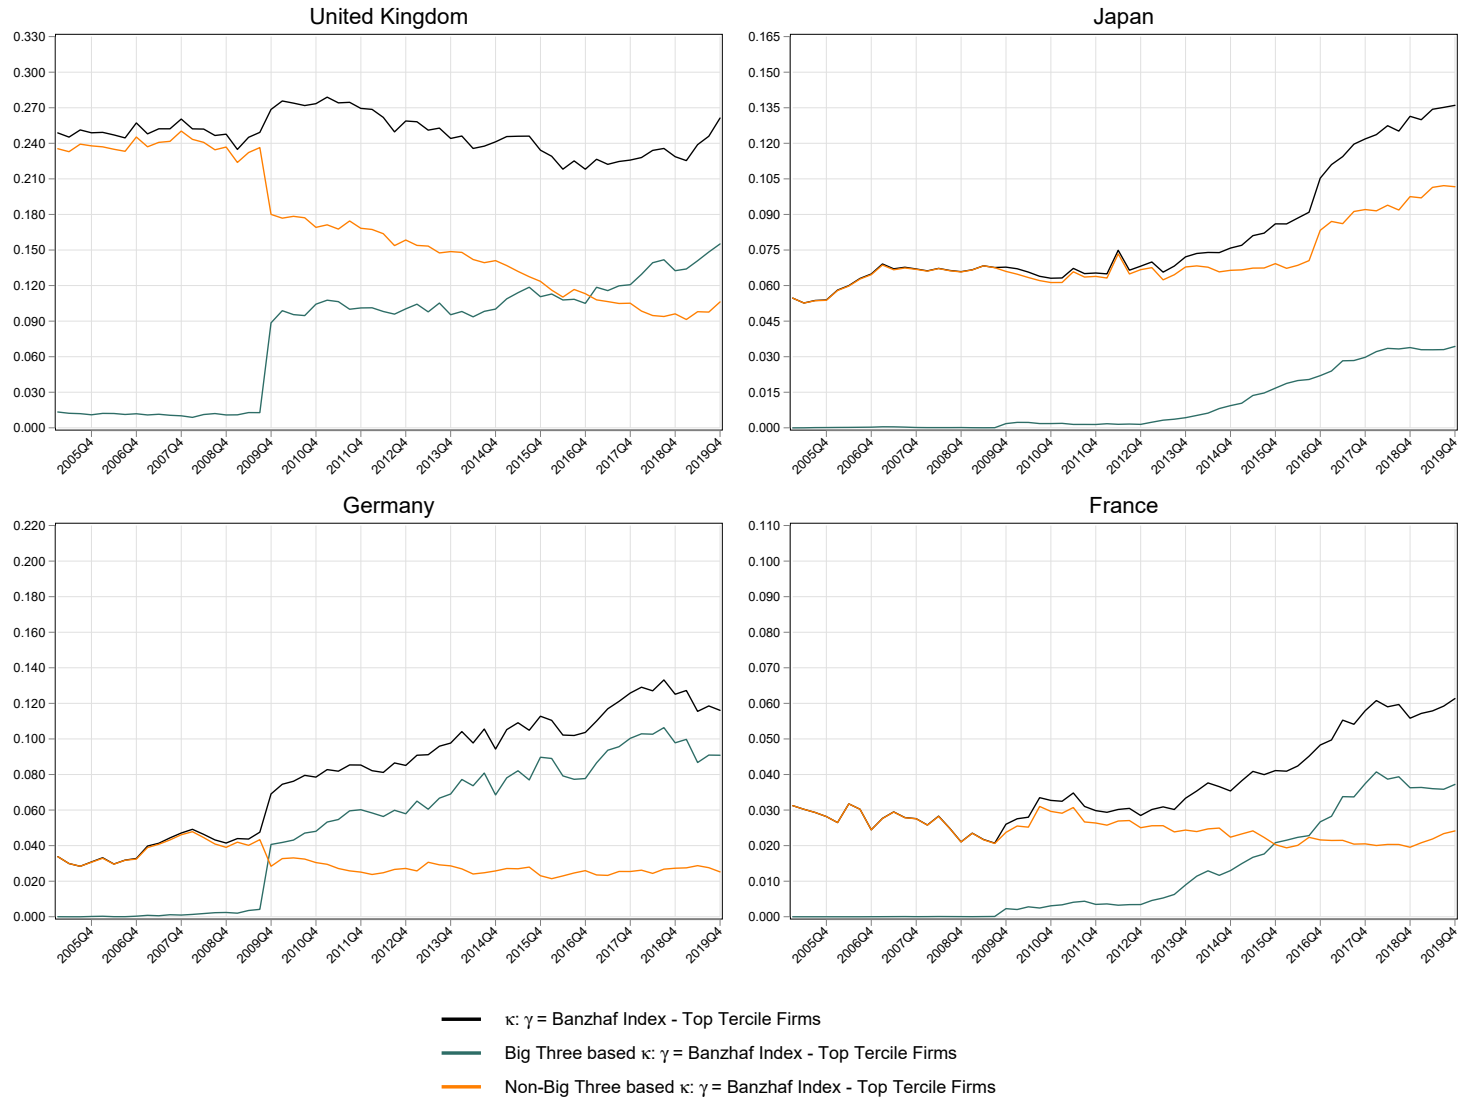 United Kingdom
0.330
0.300
0.270
0.240
0.210
0.180
0.150
0.120
0.090
0.060
0.030
0.000
2005Q4
2006Q4
2007Q4
2008Q4
2009Q4
2010Q4
2011Q4
2012Q4
2013Q4
2014Q4
2015Q4
2016Q4
2017Q4
2018Q4
2019Q4
Japan
0.165
0.150
0.135
0.120
0.105
0.090
0.075
0.060
0.045
0.030
0.015
0.000
2005Q4
2006Q4
2007Q4
2008Q4
2009Q4
2010Q4
2011Q4
2012Q4
2013Q4
2014Q4
2015Q4
2016Q4
2017Q4
2018Q4
2019Q4
Germany
0.220
0.200
0.180
0.160
0.140
0.120
0.100
0.080
0.060
0.040
0.020
0.000
2005Q4
2006Q4
2007Q4
2008Q4
2009Q4
2010Q4
2011Q4
2012Q4
2013Q4
2014Q4
2015Q4
2016Q4
2017Q4
2018Q4
2019Q4
France
0.110
0.100
0.090
0.080
0.070
0.060
0.050
0.040
0.030
0.020
0.010
0.000
2005Q4
2006Q4
2007Q4
2008Q4
2009Q4
2010Q4
2011Q4
2012Q4
2013Q4
2014Q4
2015Q4
2016Q4
2017Q4
2018Q4
2019Q4
κ: γ = Banzhaf Index - Top Tercile Firms
Big Three based κ: γ = Banzhaf Index - Top Tercile Firms
Non-Big Three based κ: γ = Banzhaf Index - Top Tercile Firms